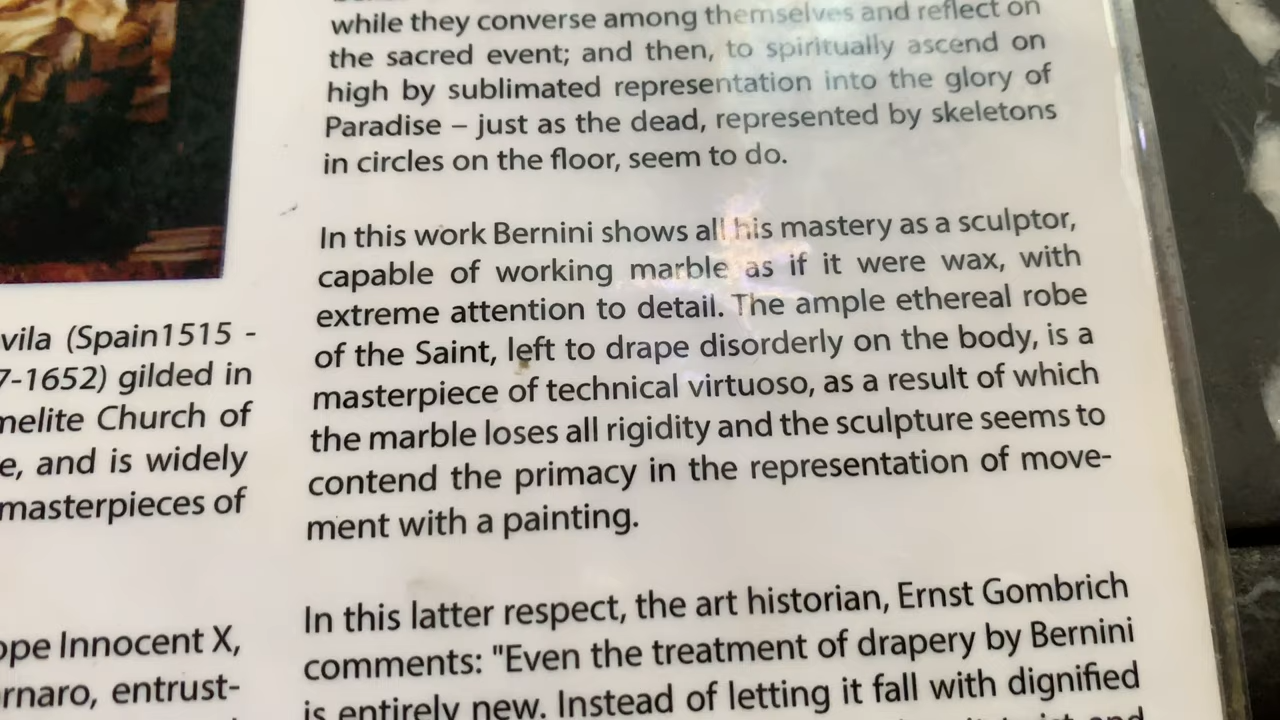 vila (Spain1515 -
7-1652) gilded in
melite Church of
e, and is widely
masterpieces of
ope Innocent X,
rnaro, entrust-
while they converse among themselves and reflect on
the sacred event; and then, to spiritually ascend on
high by sublimated representation into the glory of
Paradise – just as the dead, represented by skeletons
in circles on the floor, seem to do.
In this work Bernini shows all his mastery as a sculptor,
capable of working marble as if it were wax, with
extreme attention to detail. The ample ethereal robe
of the Saint, left to drape disorderly on the body, is a
masterpiece of technical virtuoso, as a result of which
the marble loses all rigidity and the sculpture seems to
contend the primacy in the representation of move-
ment with a painting.
In this latter respect, the art historian, Ernst Gombrich
comments: "Even the treatment of drapery by Bernini
is entirely new. Instead of letting it fall with dignified